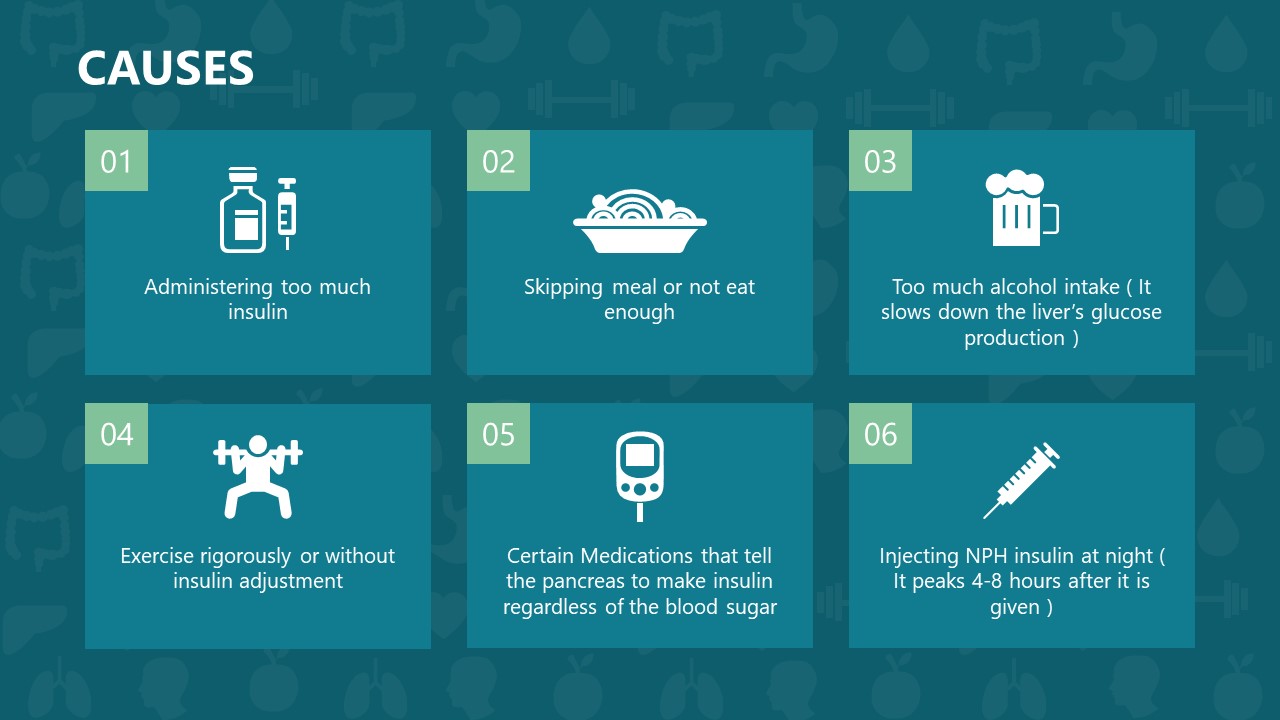 CAUSES
01
Administering too much
insulin
02
Skipping meal or not eat
enough
03
Too much alcohol intake ( It
slows down the liver’s glucose
production )
04
Exercise rigorously or without
insulin adjustment
05
Certain Medications that tell
the pancreas to make insulin
regardless of the blood sugar
06
Injecting NPH insulin at night (
It peaks 4-8 hours after it is
given )